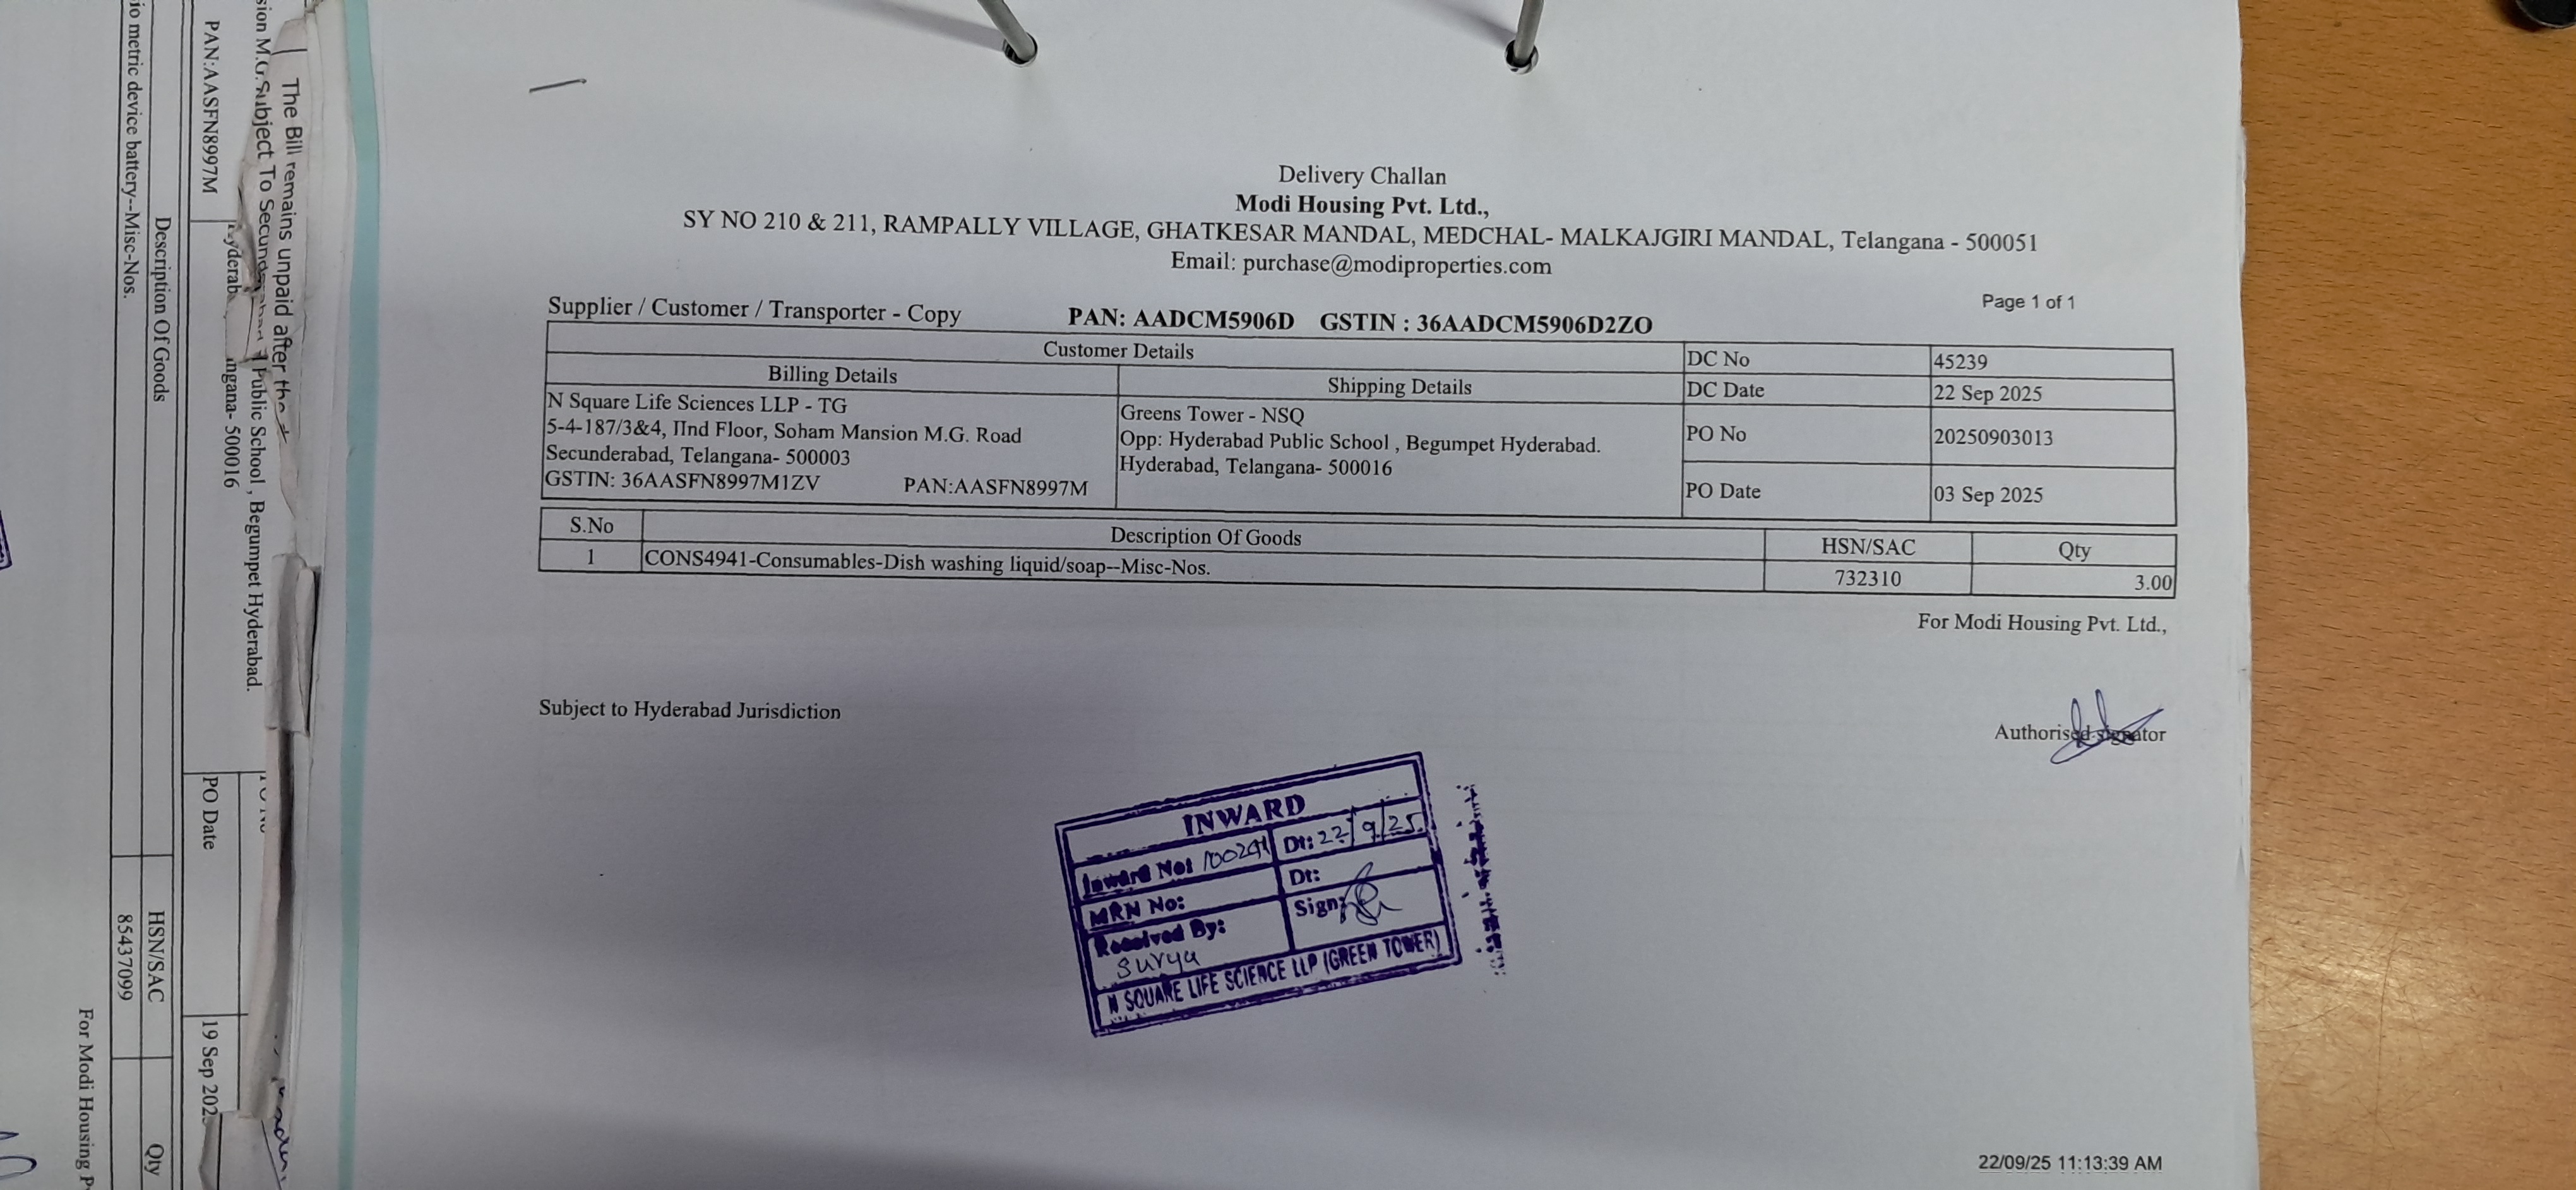 Delivery Challan
Modi Housing Pvt. Ltd.,
SY NO 210 & 211, RAMPALLY VILLAGE, GHATKESAR MANDAL, MEDCHAL- MALKAJGIRI MANDAL, Telangana - 500051
Email: purchase@modiproperties.com
Page 1 of 1
Supplier / Customer / Transporter - Copy PAN: AADCM5906D GSTIN : 36AADCM5906D2ZO
Customer Details
Billing Details
N Square Life Sciences LLP - TG
5-4-187/3&4, IInd Floor, Soham Mansion M.G. Road
Secunderabad, Telangana- 500003
GSTIN: 36AASFN8997M1ZV PAN:AASFN8997M
Shipping Details
Greens Tower - NSQ
Opp: Hyderabad Public School , Begumpet Hyderabad.
Hyderabad, Telangana- 500016
DC No 45239
DC Date 22 Sep 2025
PO No 20250903013
PO Date 03 Sep 2025
S.No Description Of Goods HSN/SAC Qty
1 CONS4941-Consumables-Dish washing liquid/soap--Misc-Nos. 732310 3.00
For Modi Housing Pvt. Ltd.,
Subject to Hyderabad Jurisdiction
Authorised signator
INWARD
Inward No: Dt: 22/9/25
MRN No: Dt:
Received By: Sign:
Surya
N SQUARE LIFE SCIENCE LLP (GREEN TOWER)
22/09/25 11:13:39 AM
The Bill remains unpaid after the
Subject To
Public School , Begumpet Hyderabad.
500016
PAN:AASFN8997M
PO Date 19 Sep
Description Of Goods HSN/SAC Qty
metric device battery--Misc-Nos. 85437099
For Modi Housing